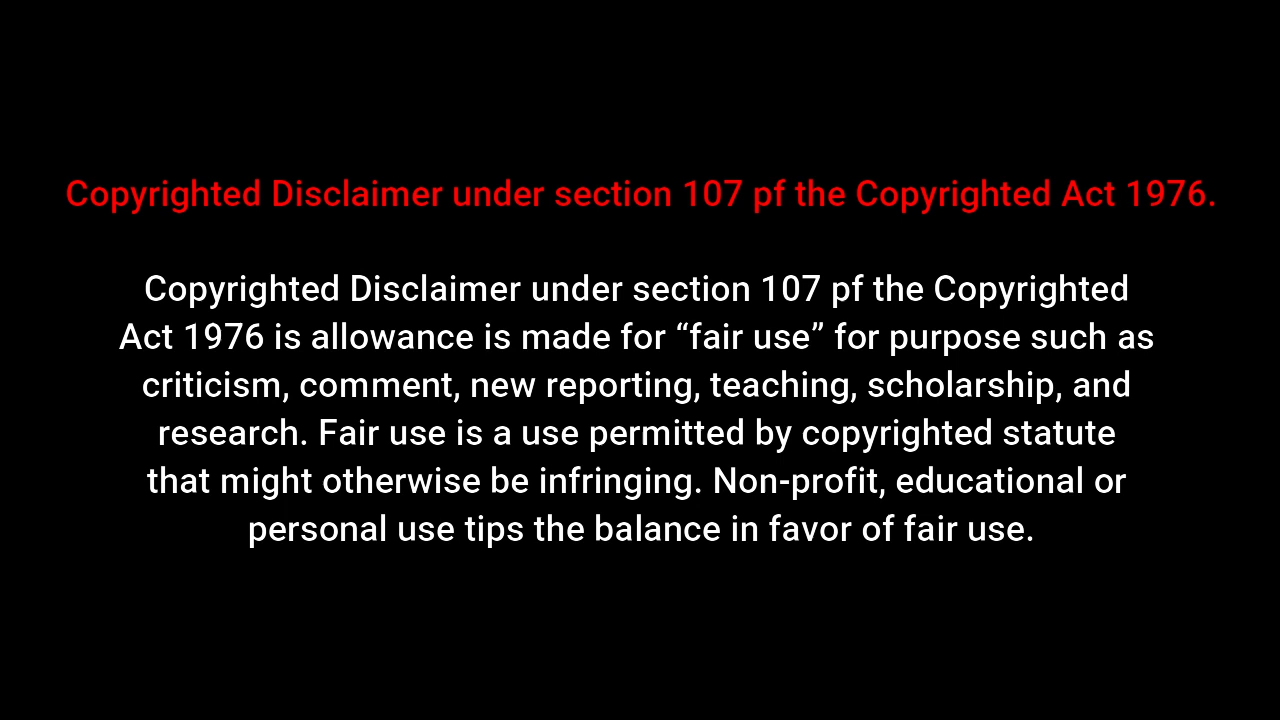 Copyrighted Disclaimer under section 107 pf the Copyrighted Act 1976.
Copyrighted Disclaimer under section 107 pf the Copyrighted
Act 1976 is allowance is made for “fair use” for purpose such as
criticism, comment, new reporting, teaching, scholarship, and
research. Fair use is a use permitted by copyrighted statute
that might otherwise be infringing. Non-profit, educational or
personal use tips the balance in favor of fair use.